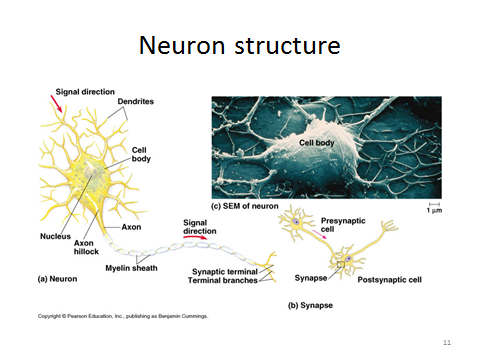 Neuron structure
Signal direction
Dendrites
Cell
body
Nucleus
Axon
hillock
Axon
Signal
direction
Myelin sheath
Synaptic terminal
Terminal branches
(a) Neuron
Cell body
(c) SEM of neuron
1 µm
Presynaptic
cell
Synapse
Postsynaptic cell
(b) Synapse
Copyright © Pearson Education, Inc., publishing as Benjamin Cummings.
11